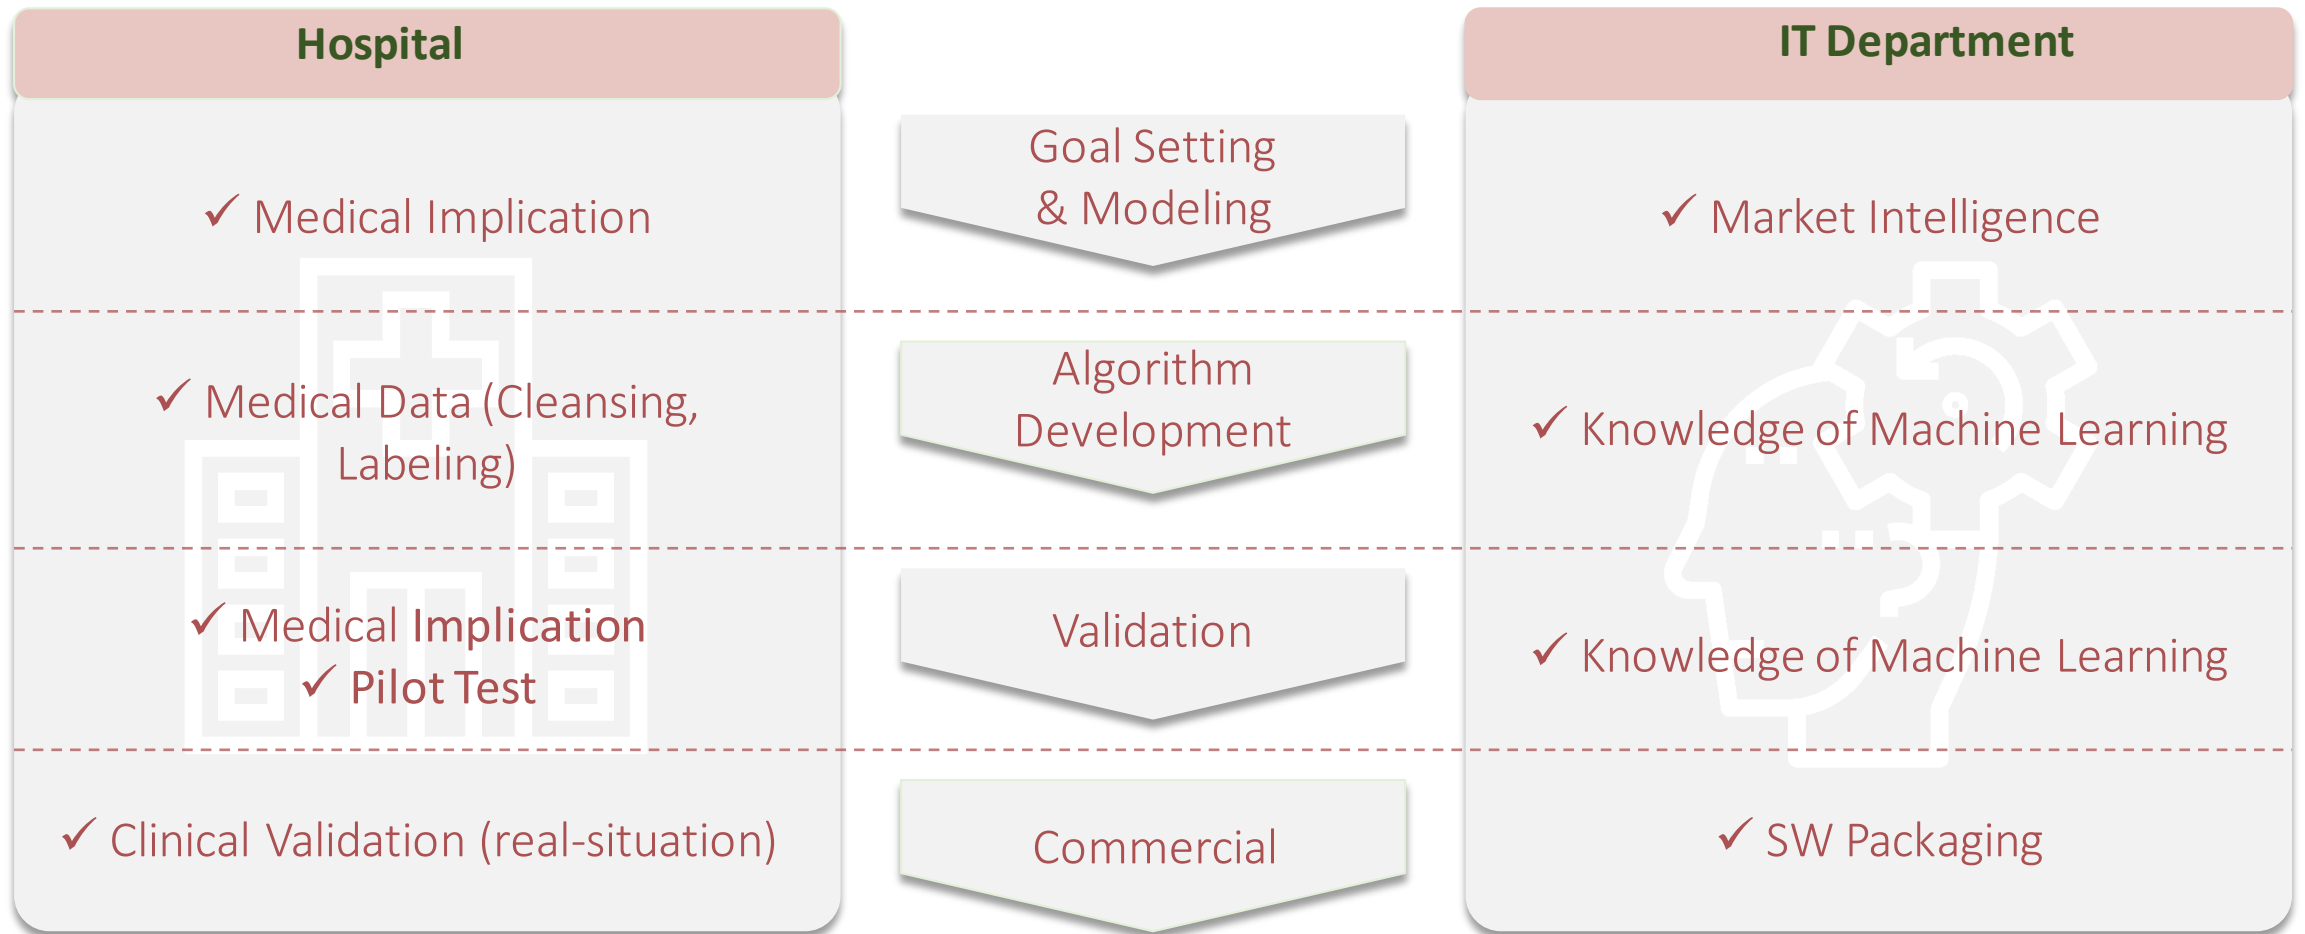 Hospital
IT Department
Goal Setting
& Modeling
✓ Medical Implication
✓ Market Intelligence
Algorithm
Development
✓ Medical Data (Cleansing,
Labeling)
✓ Knowledge of Machine Learning
✓ Medical Implication
✓ Pilot Test
Validation
✓ Knowledge of Machine Learning
✓ Clinical Validation (real-situation)
Commercial
✓ SW Packaging